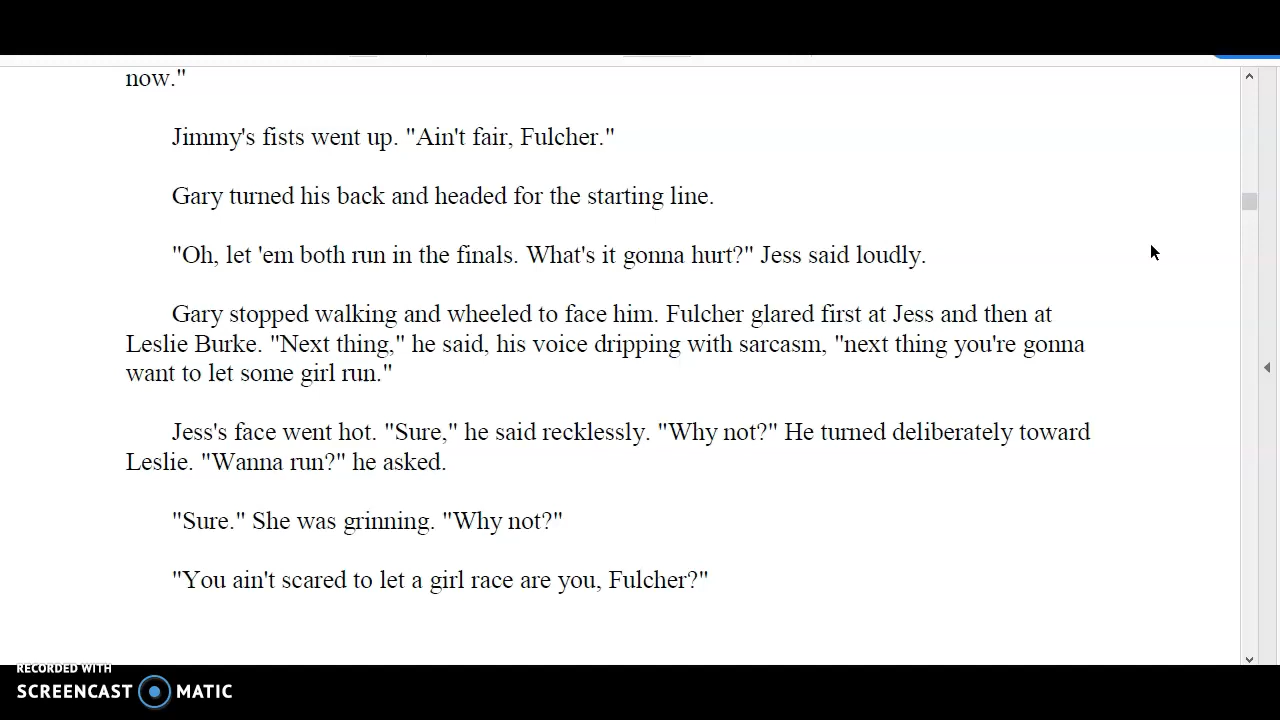 now."
Jimmy's fists went up. "Ain't fair, Fulcher."
Gary turned his back and headed for the starting line.
"Oh, let 'em both run in the finals. What's it gonna hurt?" Jess said loudly.
Gary stopped walking and wheeled to face him. Fulcher glared first at Jess and then at
Leslie Burke. "Next thing," he said, his voice dripping with sarcasm, "next thing you're gonna
want to let some girl run."
Jess's face went hot. "Sure," he said recklessly. "Why not?" He turned deliberately toward
Leslie. "Wanna run?" he asked.
"Sure." She was grinning. "Why not?"
"You ain't scared to let a girl race are you, Fulcher?"
RECORDED WITH
SCREENCAST MATIC